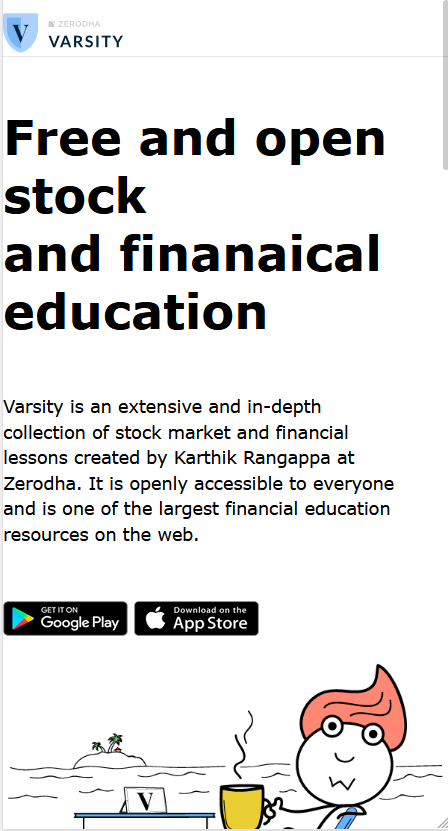 ZERODHA
VARSITY
Free and open
stock
and finanaical
education
Varsity is an extensive and in-depth
collection of stock market and financial
lessons created by Karthik Rangappa at
Zerodha. It is openly accessible to everyone
and is one of the largest financial education
resources on the web.
GET IT ON
Google Play
Download on the
App Store
V